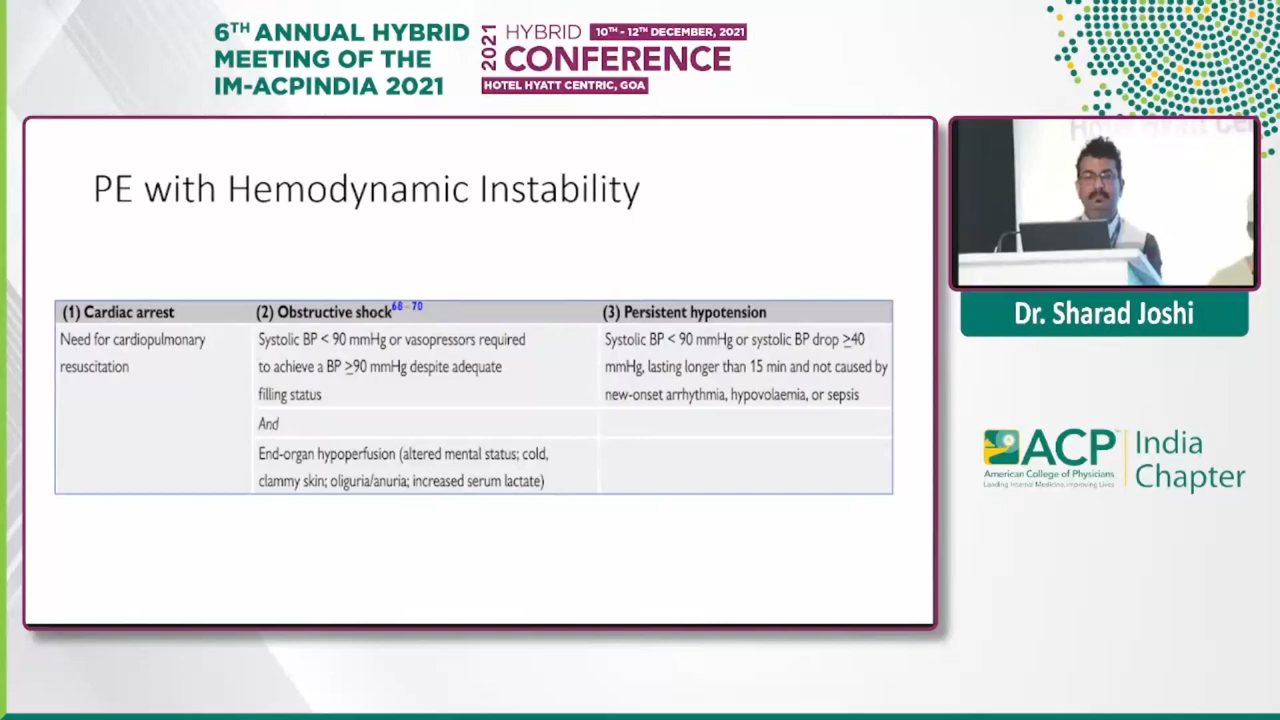 6TH ANNUAL HYBRID
MEETING OF THE
IM-ACPINDIA 2021
2021
HYBRID
10TH - 12TH DECEMBER, 2021
CONFERENCE
HOTEL HYATT CENTRIC, GOA
PE with Hemodynamic Instability
(1) Cardiac arrest
Need for cardiopulmonary
resuscitation
(2) Obstructive shock68–70
Systolic BP < 90 mmHg or vasopressors required
to achieve a BP ≥90 mmHg despite adequate
filling status
And
End-organ hypoperfusion (altered mental status; cold,
clammy skin; oliguria/anuria; increased serum lactate)
(3) Persistent hypotension
Systolic BP < 90 mmHg or systolic BP drop ≥40
mmHg, lasting longer than 15 min and not caused by
new-onset arrhythmia, hypovolaemia, or sepsis
Dr. Sharad Joshi
ACP
American College of Physicians
Leading Internal Medicine, Improving Lives
India
Chapter